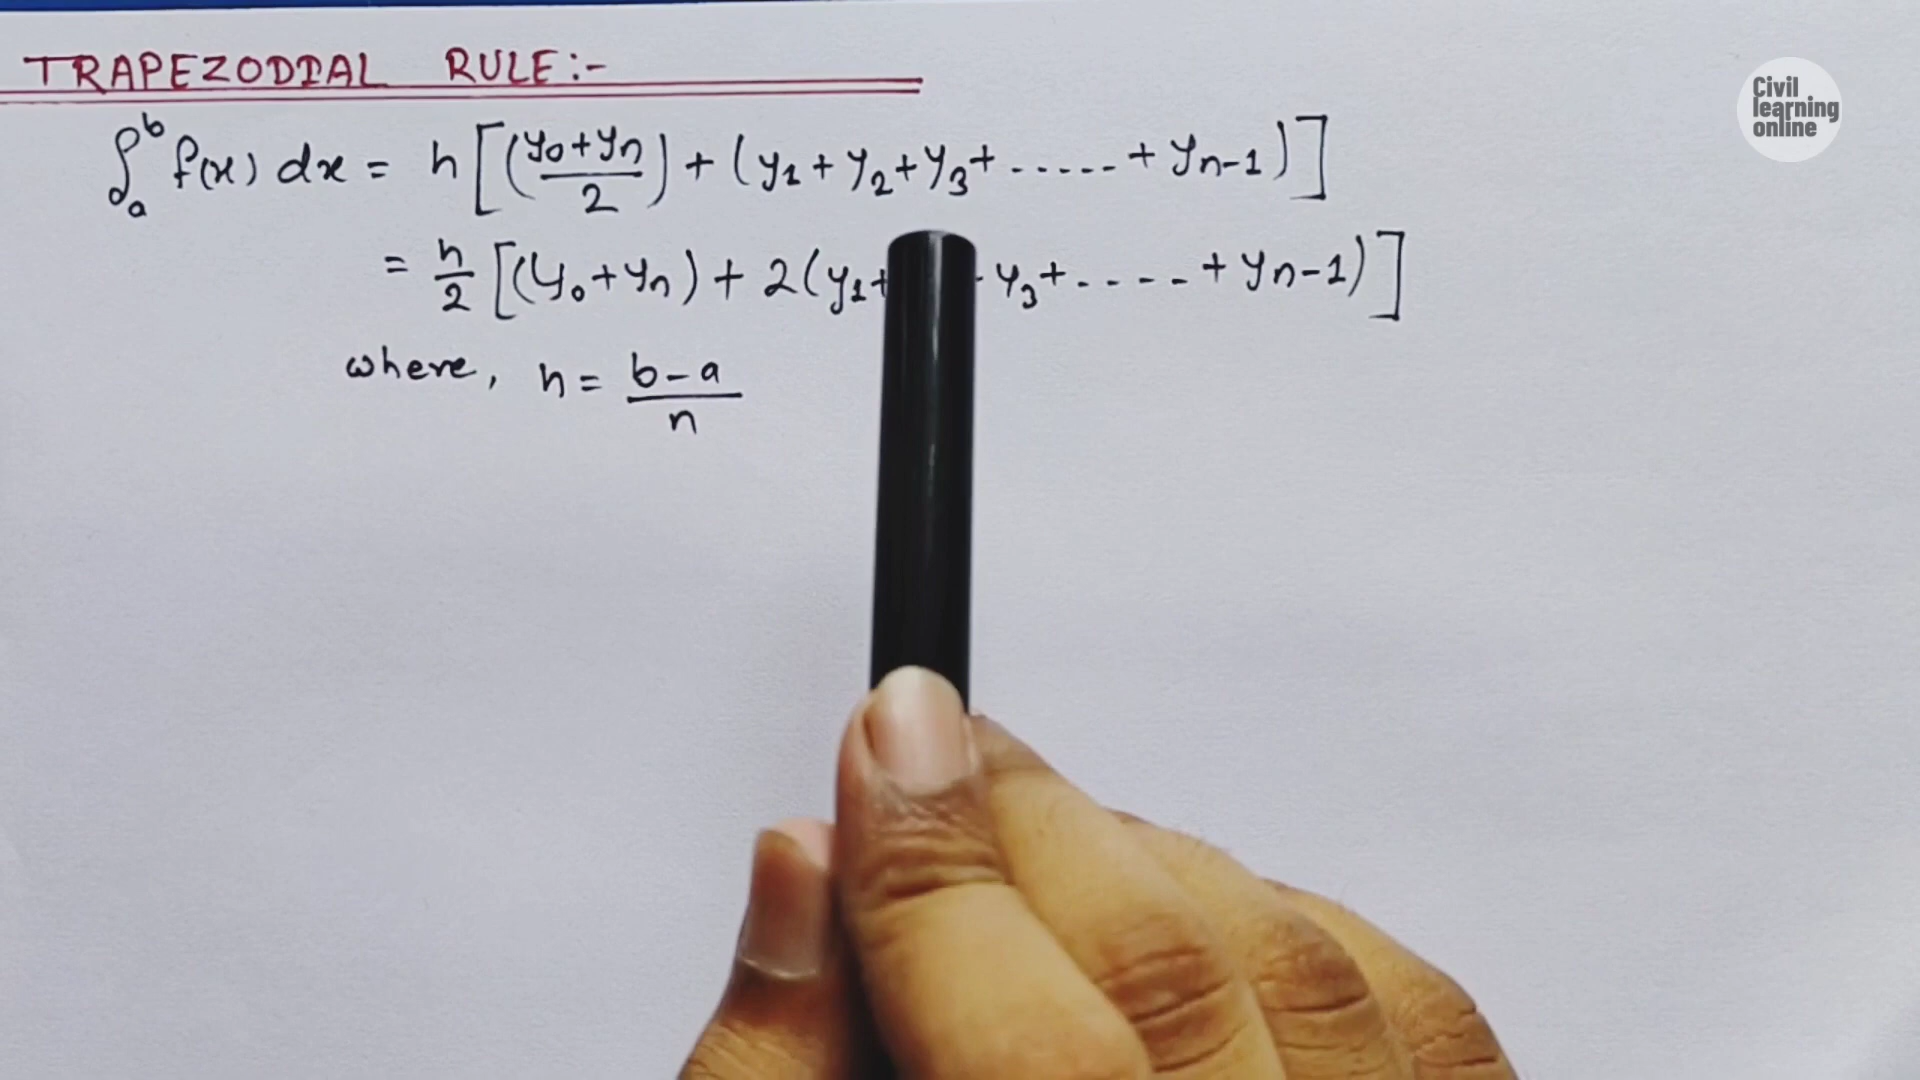 TRAPEZODIAL RULE:-
∫_a^b f(x) dx = h[((y₀+yₙ)/2) + (y₁+y₂+y₃+......+yₙ₋₁)]
= h/2 [(y₀+yₙ) + 2(y₁+ y₃+.....+yₙ₋₁)]
where, h = (b-a)/n
Civil
learning
online